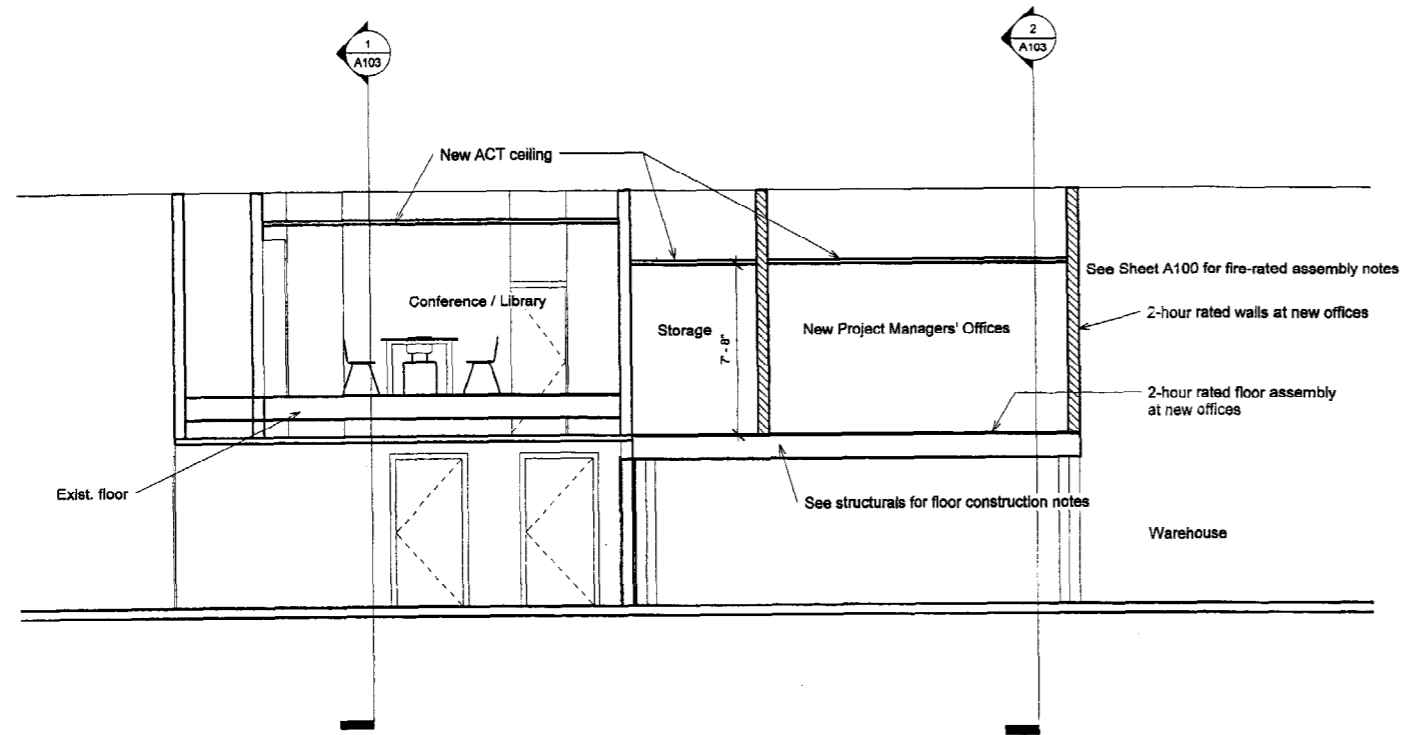 1
A103
2
A103
New ACT ceiling
See Sheet A100 for fire-rated assembly notes
Conference / Library
2-hour rated walls at new offices
Storage
New Project Managers' Offices
7' - 8"
2-hour rated floor assembly
at new offices
Exist. floor
See structurals for floor construction notes
Warehouse